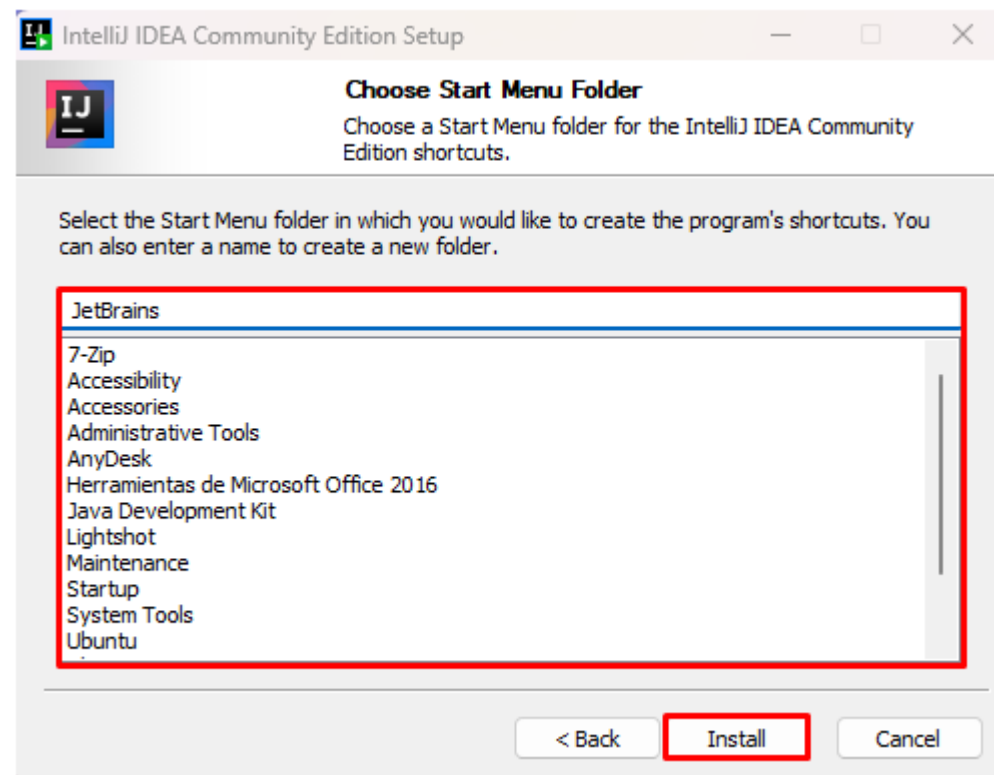 IntelliJ IDEA Community Edition Setup
IJ
Choose Start Menu Folder
Choose a Start Menu folder for the IntelliJ IDEA Community
Edition shortcuts.
Select the Start Menu folder in which you would like to create the program's shortcuts. You
can also enter a name to create a new folder.
JetBrains
7-Zip
Accessibility
Accessories
Administrative Tools
AnyDesk
Herramientas de Microsoft Office 2016
Java Development Kit
Lightshot
Maintenance
Startup
System Tools
Ubuntu
< Back Install Cancel